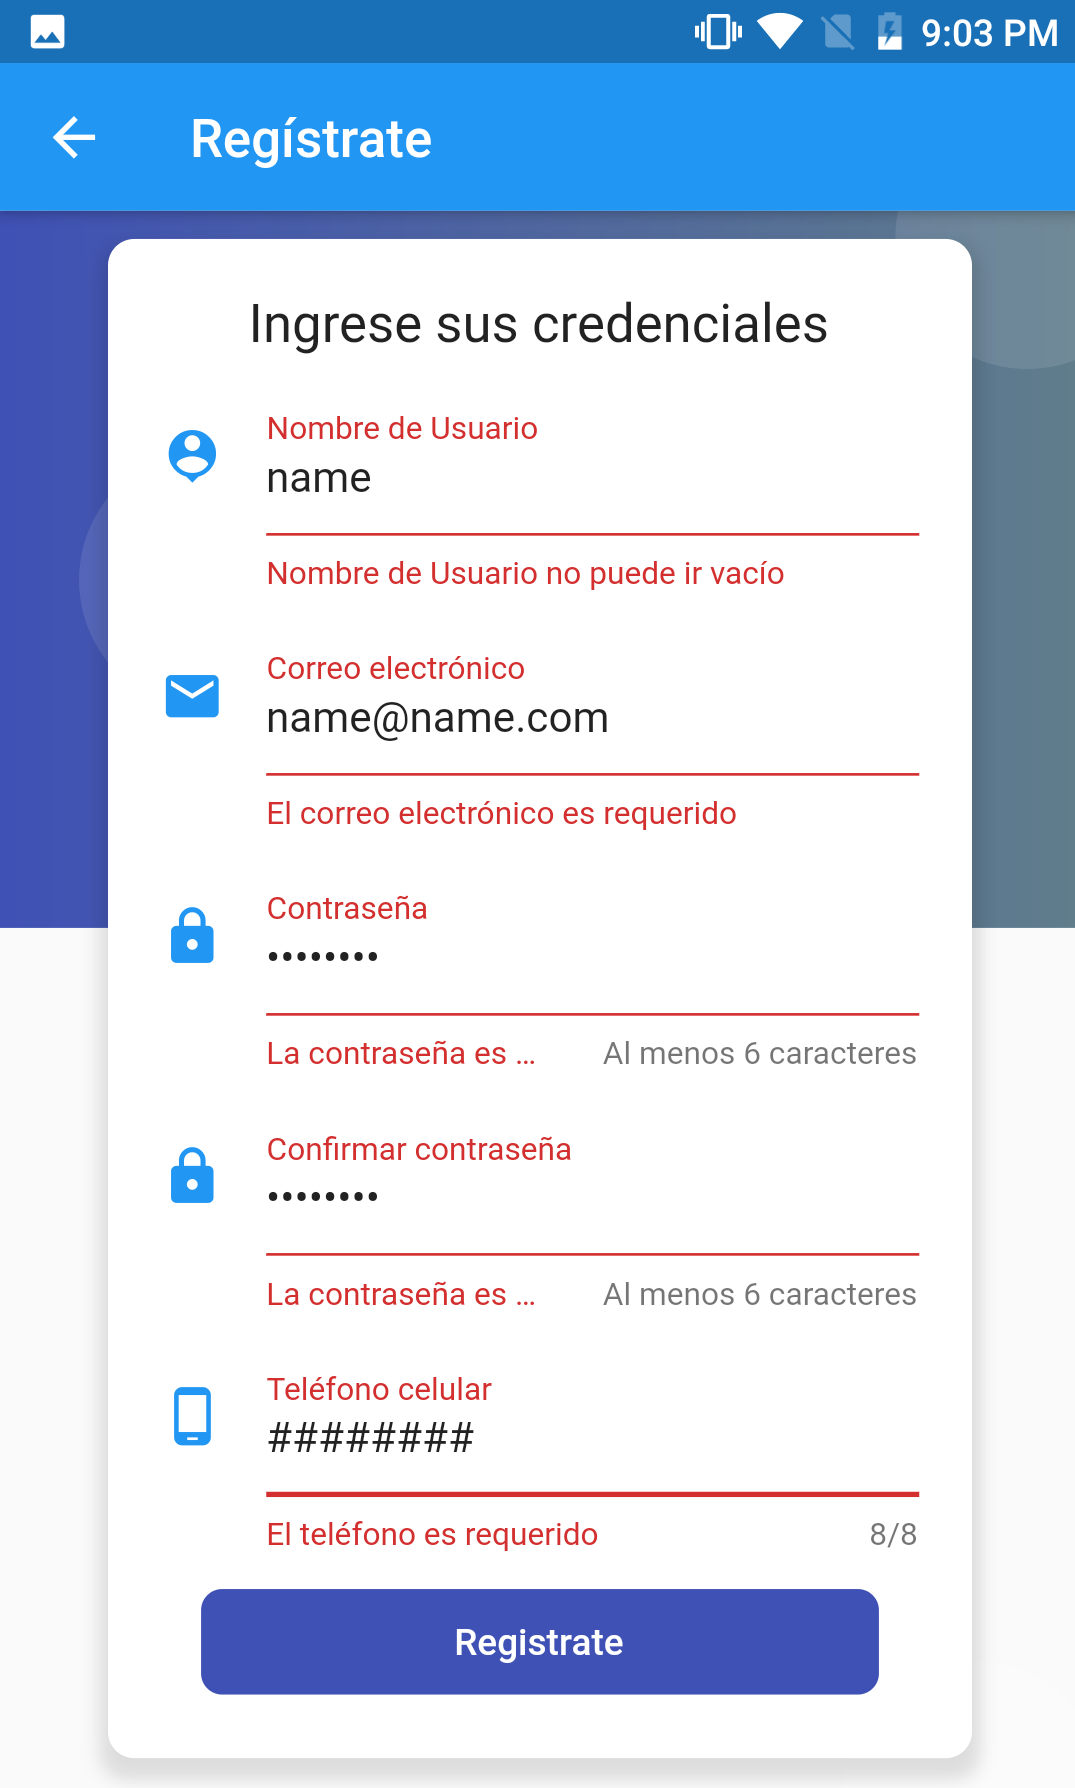 9:03 PM
Regístrate
Ingrese sus credenciales
Nombre de Usuario
name
Nombre de Usuario no puede ir vacío
Correo electrónico
name@name.com
El correo electrónico es requerido
Contraseña
••••••••
La contraseña es ... Al menos 6 caracteres
Confirmar contraseña
••••••••
La contraseña es ... Al menos 6 caracteres
Teléfono celular
########
El teléfono es requerido 8/8
Registrate